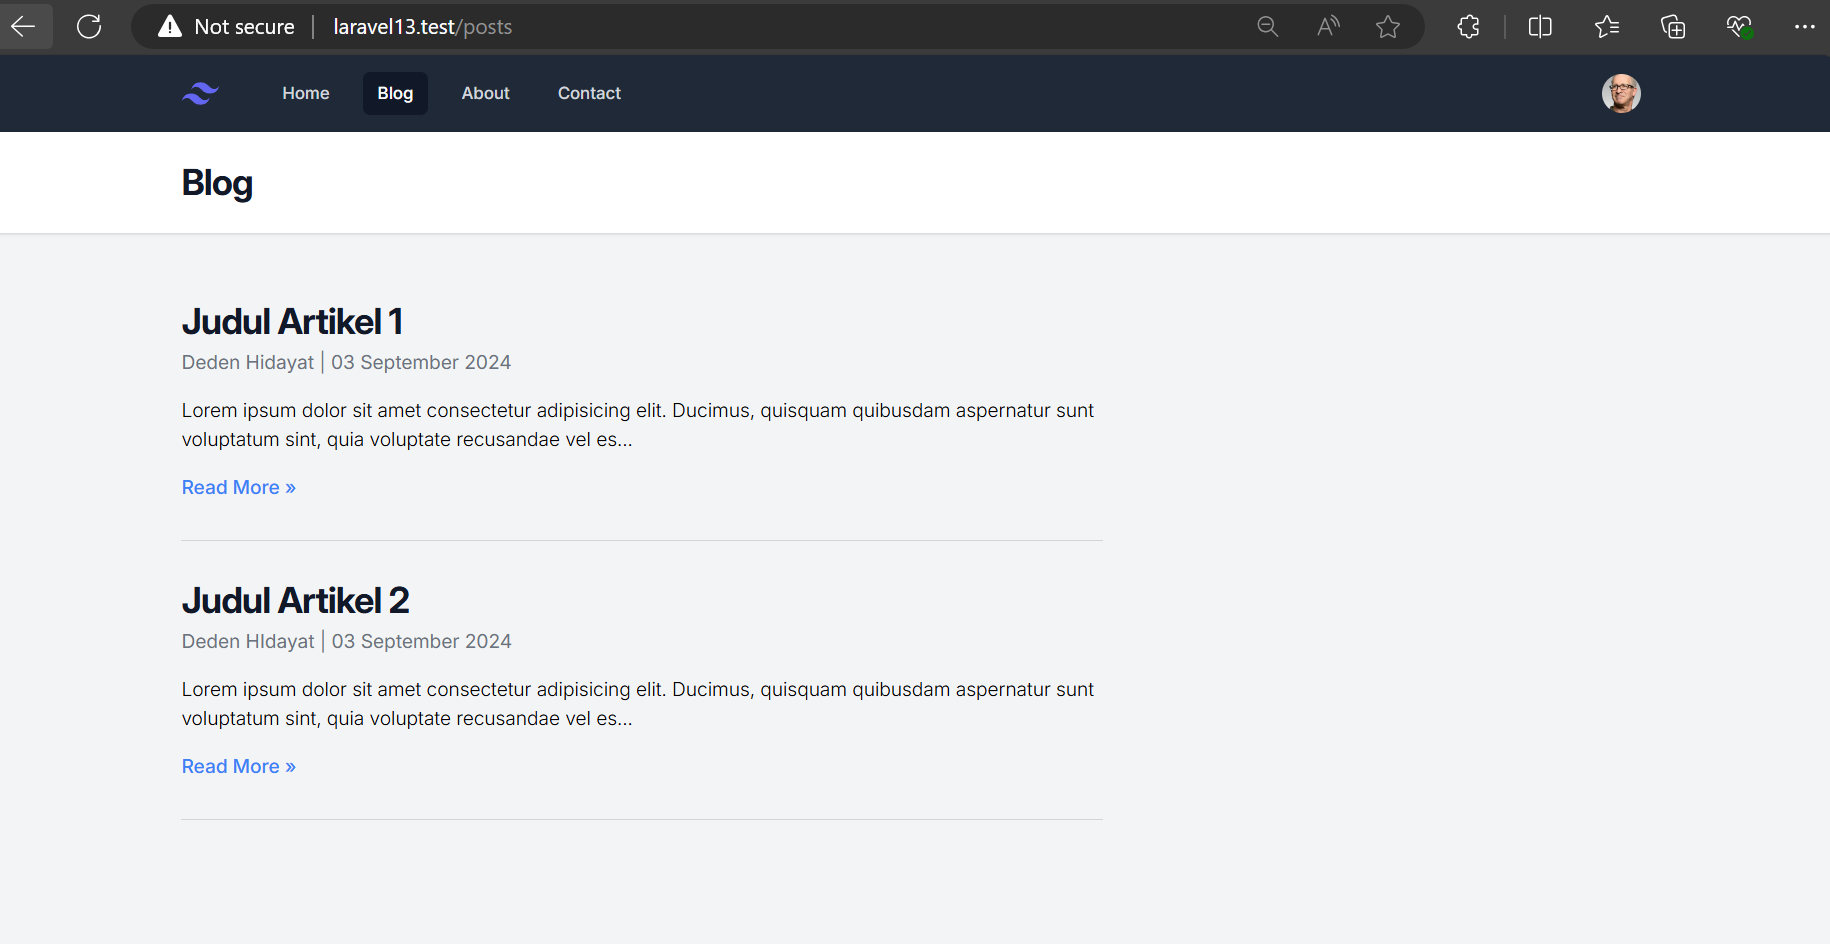 Not secure | laravel13.test/posts
Home Blog About Contact
Blog
Judul Artikel 1
Deden Hidayat | 03 September 2024
Lorem ipsum dolor sit amet consectetur adipisicing elit. Ducimus, quisquam quibusdam aspernatur sunt
voluptatum sint, quia voluptate recusandae vel es...
Read More »
Judul Artikel 2
Deden HIdayat | 03 September 2024
Lorem ipsum dolor sit amet consectetur adipisicing elit. Ducimus, quisquam quibusdam aspernatur sunt
voluptatum sint, quia voluptate recusandae vel es...
Read More »